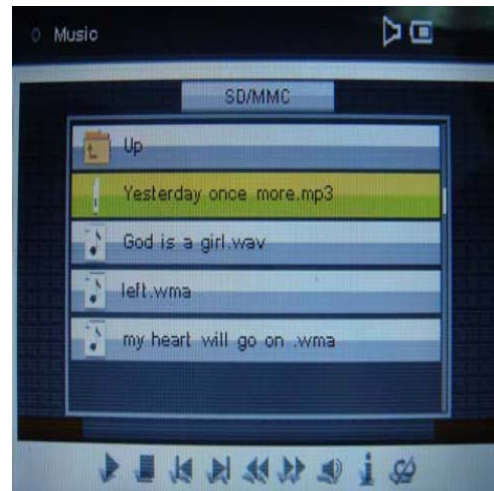 Music
SD/MMC
Up
Yesterday once more.mp3
God is a girl.wav
left.wma
my heart will go on .wma